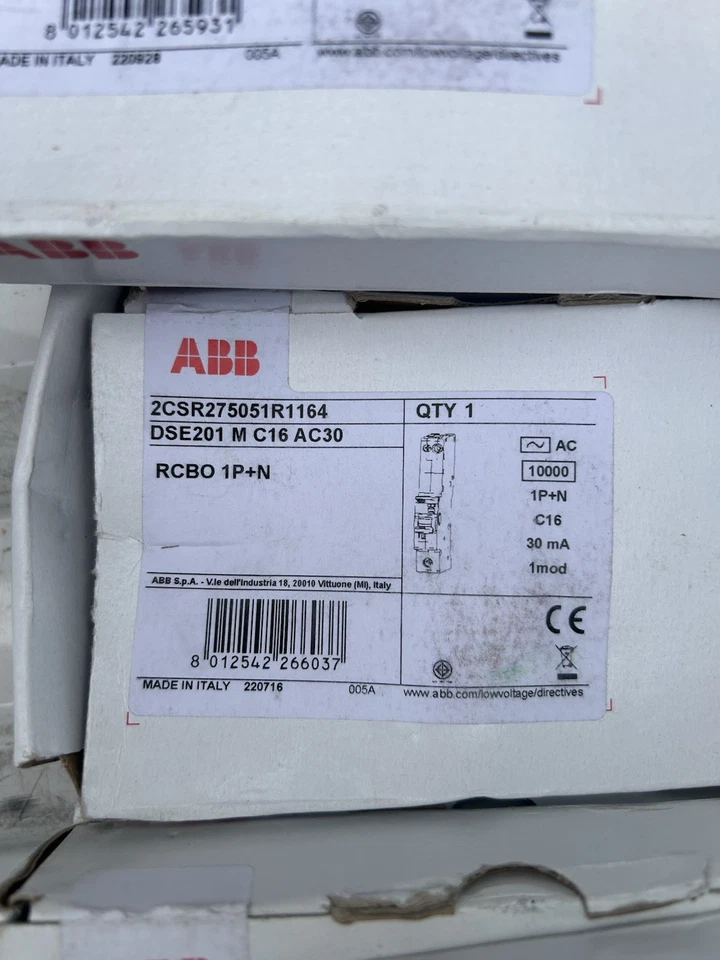 8 012542 265931
ADE IN ITALY 220928 005A www.abb.com/lowvoltage/directives
ABB
ABB
2CSR275051R1164 QTY 1
DSE201 M C16 AC30
AC
RCBO 1P+N
10000
1P+N
C16
30 mA
1mod
ABB S.p.A. - V.le dell'Industria 18, 20010 Vittuone (MI), Italy
CE
8 012542 266037
MADE IN ITALY 220716 005A www.abb.com/lowvoltage/directives